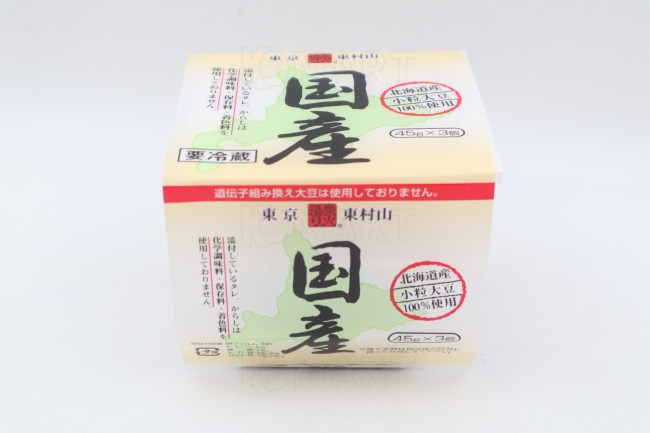 東京 東村山
国産
北海道産
小粒大豆
100%使用
45g×3個
添付しているタレ、からしは
化学調味料・保存料・着色料を
使用しておりません。
要冷蔵
遺伝子組み換え大豆は使用しておりません。
東京 東村山
国産
北海道産
小粒大豆
100%使用
45g×3個
添付しているタレ、からしは
化学調味料・保存料・着色料を
使用しておりません。